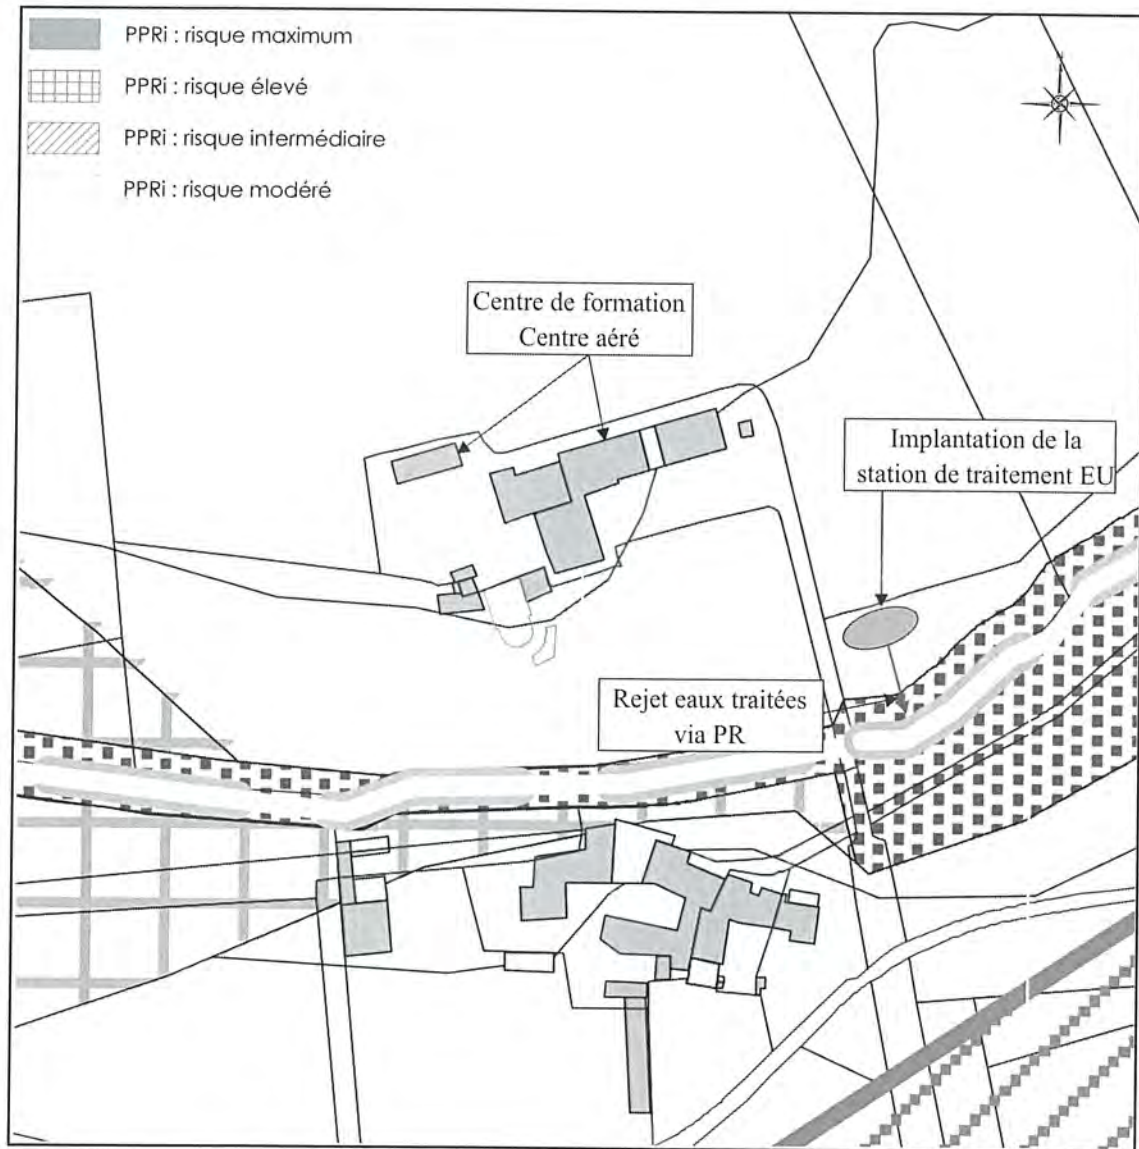 PPRi : risque maximum
PPRi : risque élevé
PPRi : risque intermédiaire
PPRi : risque modéré
Centre de formation
Centre aéré
Implantation de la
station de traitement EU
Rejet eaux traitées
via PR